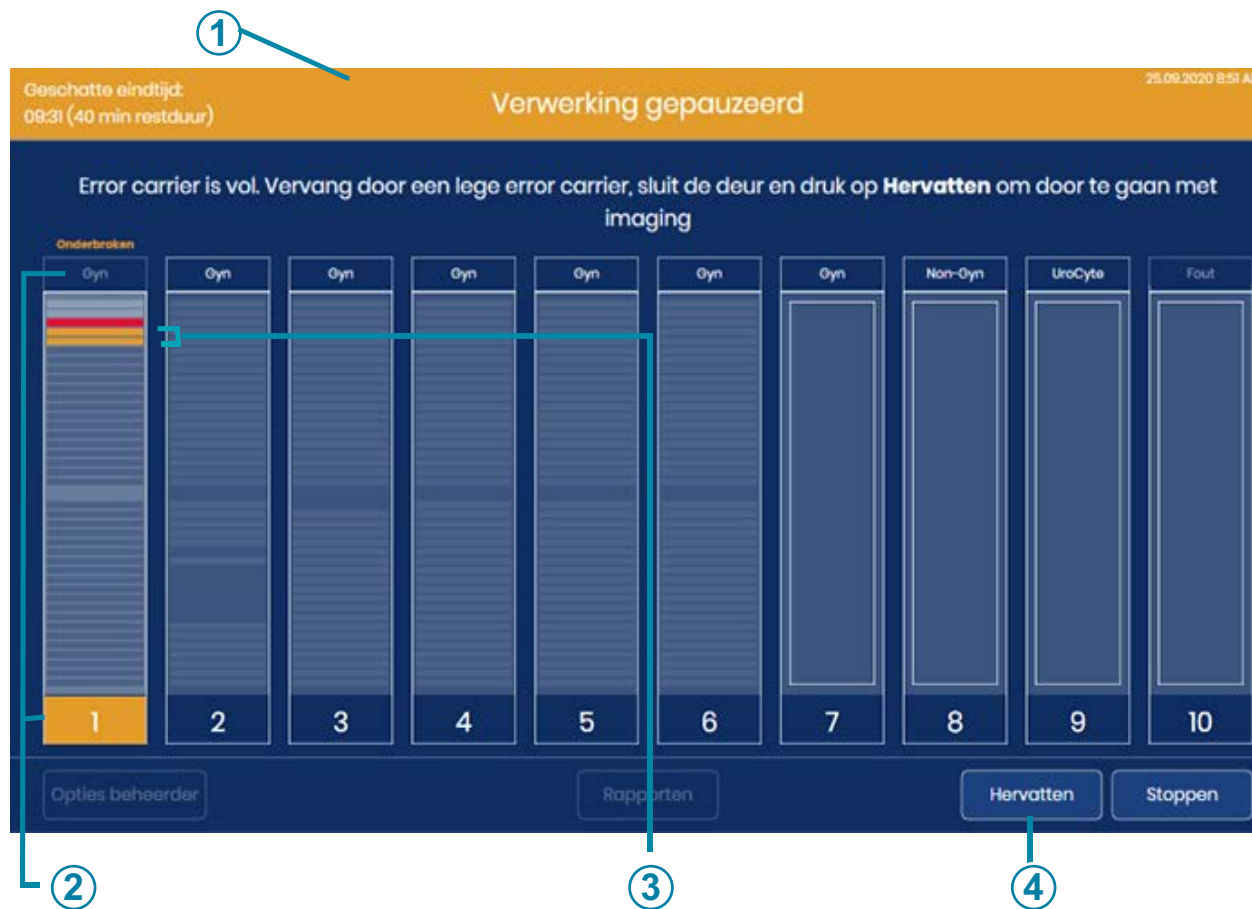 1
Geschatte eindtijd:
09:31 (40 min restduur)
Verwerking gepauzeerd
25.09.2020 8:51 A
Error carrier is vol. Vervang door een lege error carrier, sluit de deur en druk op Hervatten om door te gaan met
imaging
Onderbroken
Gyn Gyn Gyn Gyn Gyn Gyn Gyn Non-Gyn UroCyte Fout
1 2 3 4 5 6 7 8 9 10
Opties beheerder Rapporten Hervatten Stoppen
2 3 4